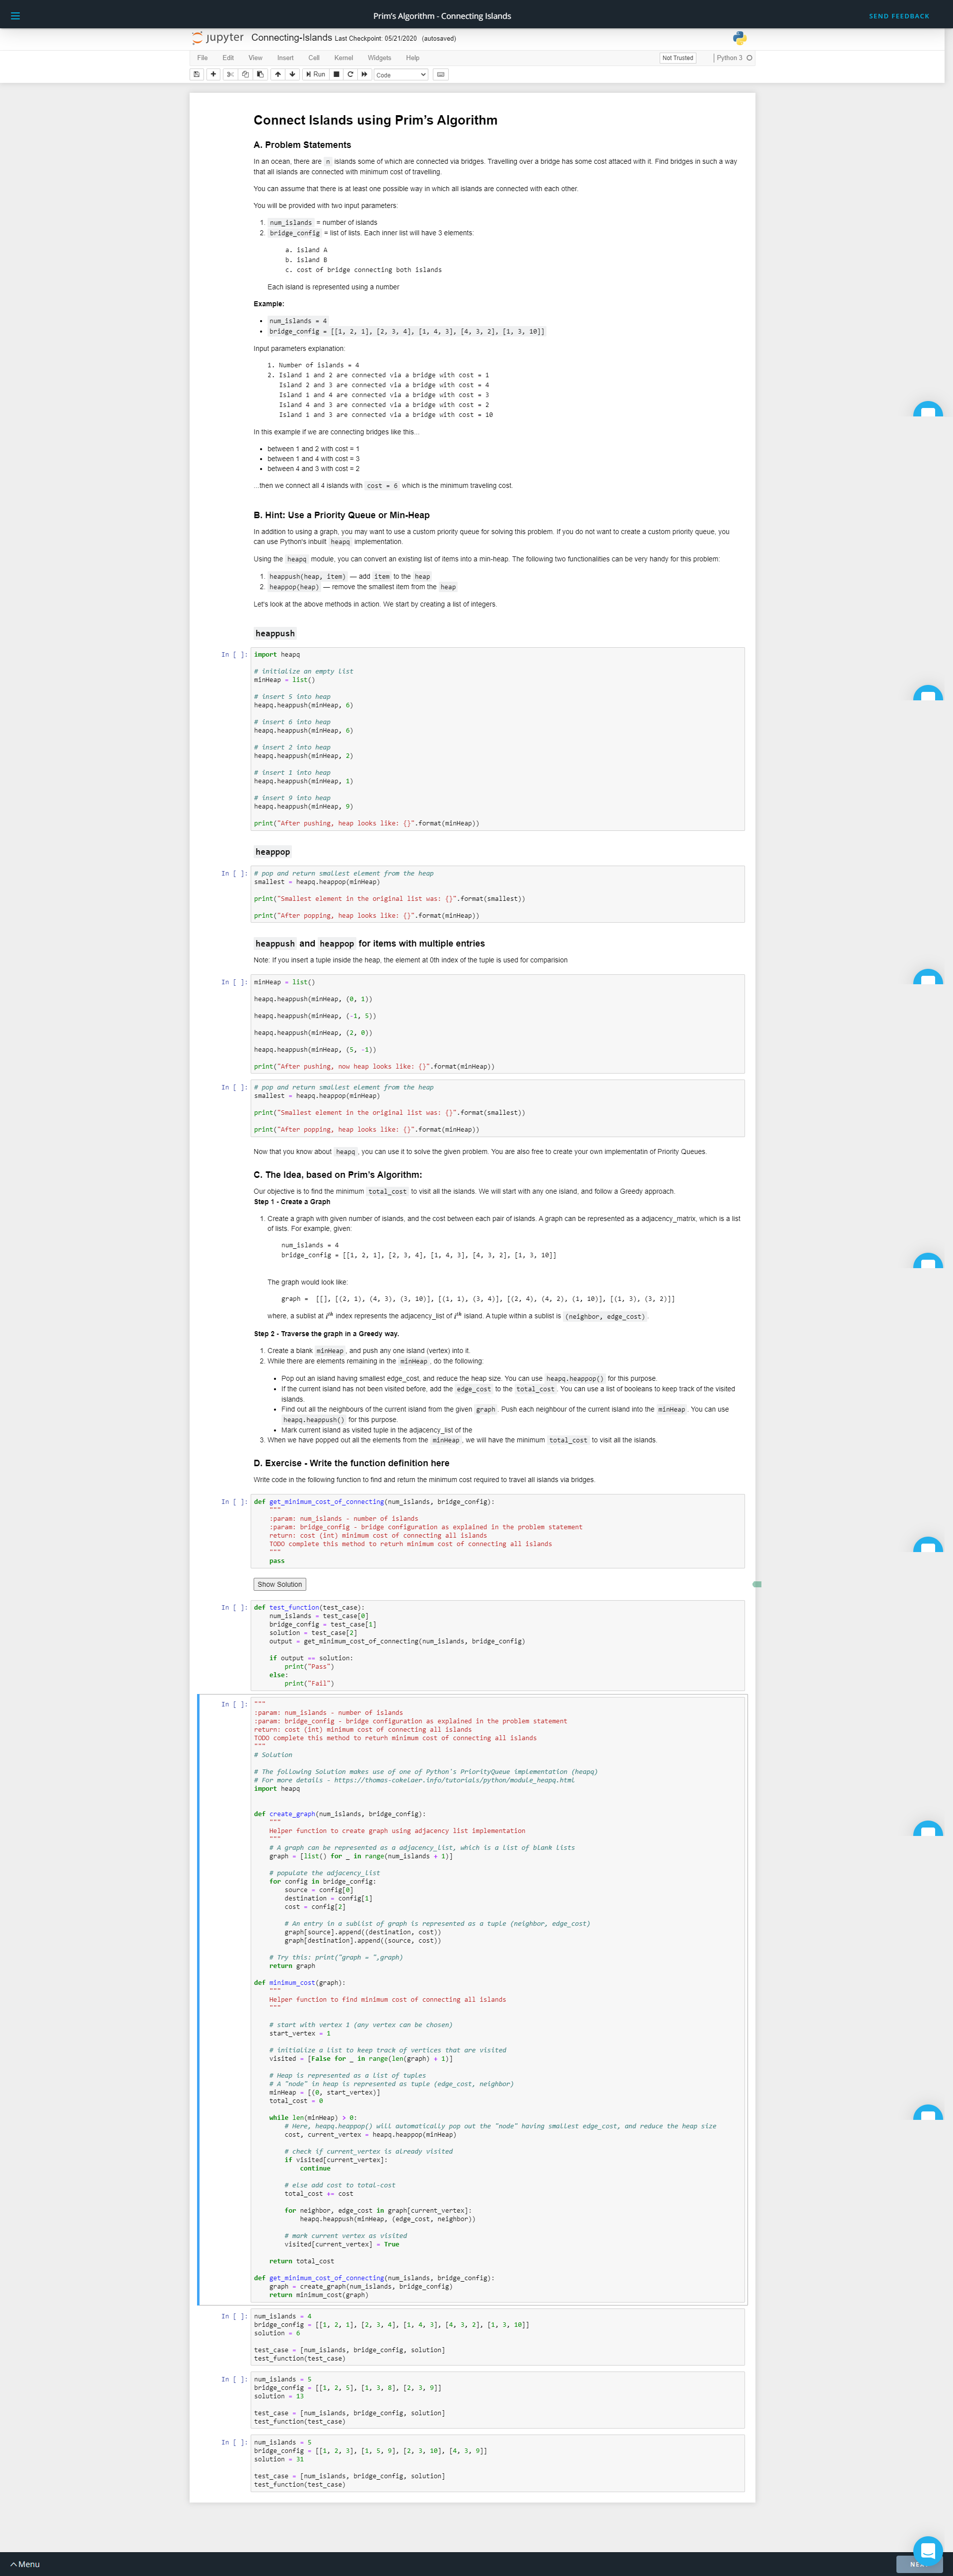 Prim's Algorithm - Connecting Islands
SEND FEEDBACK
jupyter Connecting-Islands Last Checkpoint: 05/21/2020 (autosaved)
File Edit View Insert Cell Kernel Widgets Help
Not Trusted
Python 3
Run
Code
Connect Islands using Prim's Algorithm
A. Problem Statements
In an ocean, there are n islands some of which are connected via bridges. Travelling over a bridge has some cost attaced with it. Find bridges in such a way
that all islands are connected with minimum cost of travelling.
You can assume that there is at least one possible way in which all islands are connected with each other.
You will be provided with two input parameters:
1. num_islands = number of islands
2. bridge_config = list of lists. Each inner list will have 3 elements:
a. island A
b. island B
c. cost of bridge connecting both islands
Each island is represented using a number
Example:
• num_islands = 4
• bridge_config = [[1, 2, 1], [2, 3, 4], [1, 4, 3], [4, 3, 2], [1, 3, 10]]
Input parameters explanation:
1. Number of islands = 4
2. Island 1 and 2 are connected via a bridge with cost = 1
Island 2 and 3 are connected via a bridge with cost = 4
Island 1 and 4 are connected via a bridge with cost = 3
Island 4 and 3 are connected via a bridge with cost = 2
Island 1 and 3 are connected via a bridge with cost = 10
In this example if we are connecting bridges like this...
• between 1 and 2 with cost = 1
• between 1 and 4 with cost = 3
• between 4 and 3 with cost = 2
...then we connect all 4 islands with cost = 6 which is the minimum traveling cost.
B. Hint: Use a Priority Queue or Min-Heap
In addition to using a graph, you may want to use a custom priority queue for solving this problem. If you do not want to create a custom priority queue, you
can use Python's inbuilt heapq implementation.
Using the heapq module, you can convert an existing list of items into a min-heap. The following two functionalities can be very handy for this problem:
1. heappush(heap, item) — add item to the heap
2. heappop(heap) — remove the smallest item from the heap
Let's look at the above methods in action. We start by creating a list of integers.
heappush
In [ ]: import heapq
# initialize an empty list
minHeap = list()
# insert 5 into heap
heapq.heappush(minHeap, 6)
# insert 6 into heap
heapq.heappush(minHeap, 6)
# insert 2 into heap
heapq.heappush(minHeap, 2)
# insert 1 into heap
heapq.heappush(minHeap, 1)
# insert 9 into heap
heapq.heappush(minHeap, 9)
print("After pushing, heap looks like: {}".format(minHeap))
heappop
In [ ]: # pop and return smallest element from the heap
smallest = heapq.heappop(minHeap)
print("Smallest element in the original list was: {}".format(smallest))
print("After popping, heap looks like: {}".format(minHeap))
heappush and heappop for items with multiple entries
Note: If you insert a tuple inside the heap, the element at 0th index of the tuple is used for comparision
In [ ]: minHeap = list()
heapq.heappush(minHeap, (0, 1))
heapq.heappush(minHeap, (-1, 5))
heapq.heappush(minHeap, (2, 0))
heapq.heappush(minHeap, (5, -1))
print("After pushing, now heap looks like: {}".format(minHeap))
In [ ]: # pop and return smallest element from the heap
smallest = heapq.heappop(minHeap)
print("Smallest element in the original list was: {}".format(smallest))
print("After popping, heap looks like: {}".format(minHeap))
Now that you know about heapq, you can use it to solve the given problem. You are also free to create your own implementatin of Priority Queues.
C. The Idea, based on Prim's Algorithm:
Our objective is to find the minimum total_cost to visit all the islands. We will start with any one island, and follow a Greedy approach.
Step 1 - Create a Graph
1. Create a graph with given number of islands, and the cost between each pair of islands. A graph can be represented as a adjacency_matrix, which is a list
of lists. For example, given:
num_islands = 4
bridge_config = [[1, 2, 1], [2, 3, 4], [1, 4, 3], [4, 3, 2], [1, 3, 10]]
The graph would look like:
graph = [[], [(2, 1), (4, 3), (3, 10)], [(1, 1), (3, 4)], [(2, 4), (4, 2), (1, 10)], [(1, 3), (3, 2)]]
where, a sublist at iᵗʰ index represents the adjacency_list of iᵗʰ island. A tuple within a sublist is (neighbor, edge_cost).
Step 2 - Traverse the graph in a Greedy way.
1. Create a blank minHeap, and push any one island (vertex) into it.
2. While there are elements remaining in the minHeap, do the following:
• Pop out an island having smallest edge_cost, and reduce the heap size. You can use heapq.heappop() for this purpose.
• If the current island has not been visited before, add the edge_cost to the total_cost. You can use a list of booleans to keep track of the visited
islands.
• Find out all the neighbours of the current island from the given graph. Push each neighbour of the current island into the minHeap. You can use
heapq.heappush() for this purpose.
• Mark current island as visited tuple in the adjacency_list of the
3. When we have popped out all the elements from the minHeap, we will have the minimum total_cost to visit all the islands.
D. Exercise - Write the function definition here
Write code in the following function to find and return the minimum cost required to travel all islands via bridges.
In [ ]: def get_minimum_cost_of_connecting(num_islands, bridge_config):
"""
:param: num_islands - number of islands
:param: bridge_config - bridge configuration as explained in the problem statement
return: cost (int) minimum cost of connecting all islands
TODO complete this method to returh minimum cost of connecting all islands
"""
pass
Show Solution
In [ ]: def test_function(test_case):
num_islands = test_case[0]
bridge_config = test_case[1]
solution = test_case[2]
output = get_minimum_cost_of_connecting(num_islands, bridge_config)
if output == solution:
print("Pass")
else:
print("Fail")
In [ ]: """
:param: num_islands - number of islands
:param: bridge_config - bridge configuration as explained in the problem statement
return: cost (int) minimum cost of connecting all islands
TODO complete this method to returh minimum cost of connecting all islands
"""
# Solution
# The following Solution makes use of one of Python's PriorityQueue implementation (heapq)
# For more details - https://thomas-cokelaer.info/tutorials/python/module_heapq.html
import heapq
def create_graph(num_islands, bridge_config):
"""
Helper function to create graph using adjacency list implementation
"""
# A graph can be represented as a adjacency_list, which is a list of blank lists
graph = [list() for _ in range(num_islands + 1)]
# populate the adjacency_list
for config in bridge_config:
source = config[0]
destination = config[1]
cost = config[2]
# An entry in a sublist of graph is represented as a tuple (neighbor, edge_cost)
graph[source].append((destination, cost))
graph[destination].append((source, cost))
# Try this: print("graph = ",graph)
return graph
def minimum_cost(graph):
"""
Helper function to find minimum cost of connecting all islands
"""
# start with vertex 1 (any vertex can be chosen)
start_vertex = 1
# initialize a list to keep track of vertices that are visited
visited = [False for _ in range(len(graph) + 1)]
# Heap is represented as a list of tuples
# A "node" in heap is represented as tuple (edge_cost, neighbor)
minHeap = [(0, start_vertex)]
total_cost = 0
while len(minHeap) > 0:
# Here, heapq.heappop() will automatically pop out the "node" having smallest edge_cost, and reduce the heap size
cost, current_vertex = heapq.heappop(minHeap)
# check if current_vertex is already visited
if visited[current_vertex]:
continue
# else add cost to total-cost
total_cost += cost
for neighbor, edge_cost in graph[current_vertex]:
heapq.heappush(minHeap, (edge_cost, neighbor))
# mark current vertex as visited
visited[current_vertex] = True
return total_cost
def get_minimum_cost_of_connecting(num_islands, bridge_config):
graph = create_graph(num_islands, bridge_config)
return minimum_cost(graph)
In [ ]: num_islands = 4
bridge_config = [[1, 2, 1], [2, 3, 4], [1, 4, 3], [4, 3, 2], [1, 3, 10]]
solution = 6
test_case = [num_islands, bridge_config, solution]
test_function(test_case)
In [ ]: num_islands = 5
bridge_config = [[1, 2, 5], [1, 3, 8], [2, 3, 9]]
solution = 13
test_case = [num_islands, bridge_config, solution]
test_function(test_case)
In [ ]: num_islands = 5
bridge_config = [[1, 2, 3], [1, 5, 9], [2, 3, 10], [4, 3, 9]]
solution = 31
test_case = [num_islands, bridge_config, solution]
test_function(test_case)
Menu